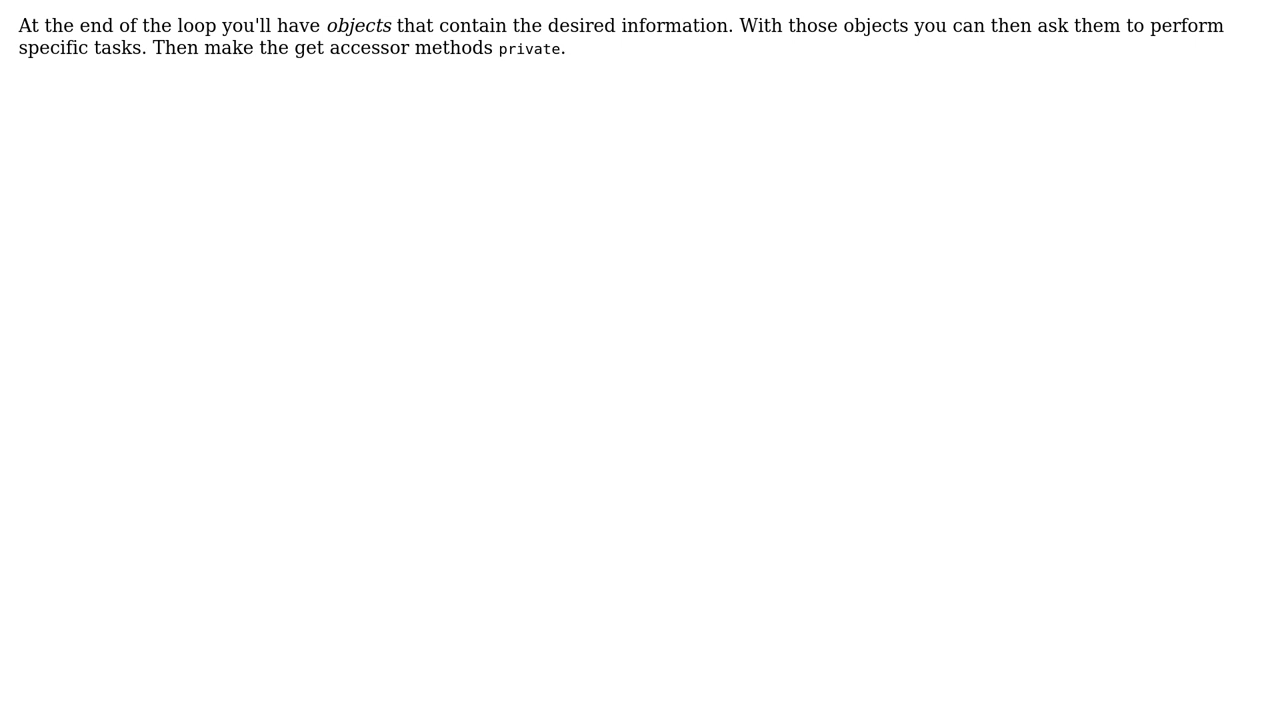 At the end of the loop you'll have objects that contain the desired information. With those objects you can then ask them to perform
specific tasks. Then make the get accessor methods private.